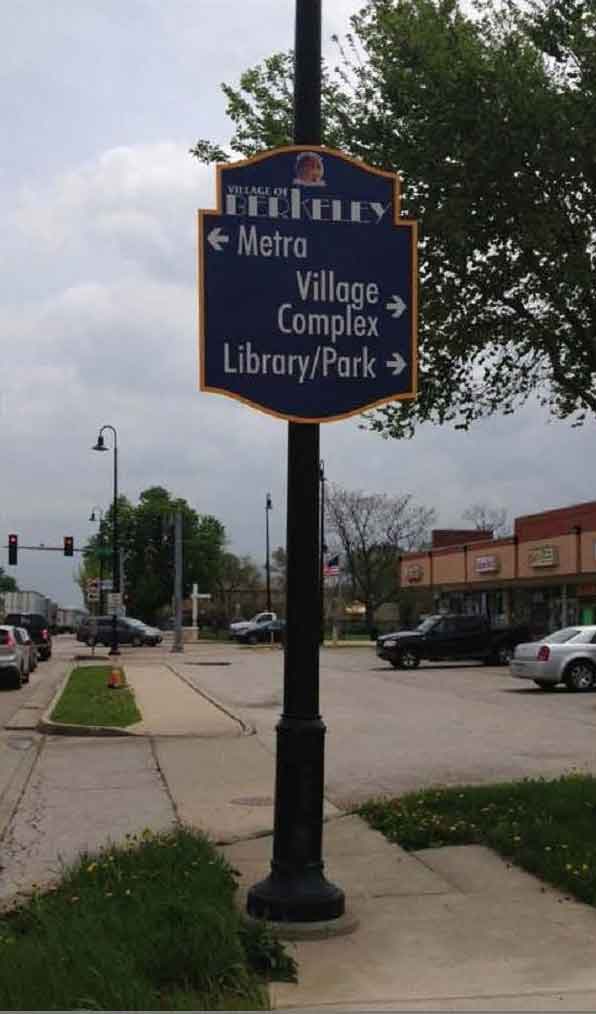 VILLAGE OF
BERKELEY
← Metra
Village
Complex →
Library/Park →